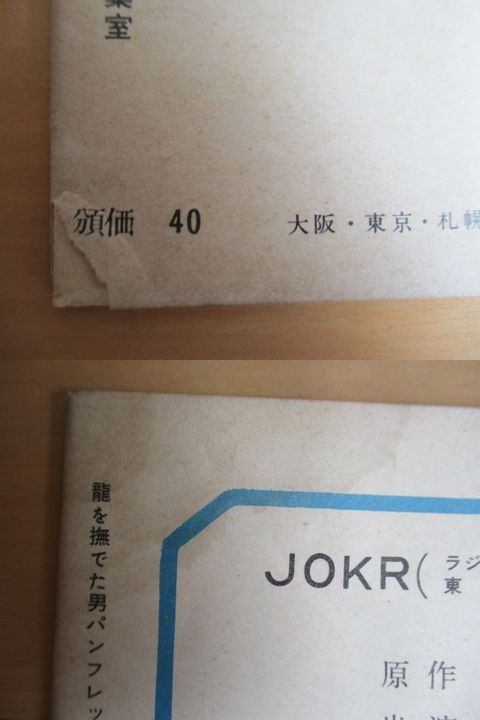 室
頒価 40
大阪・東京・札幌
龍を撫でた男パンフレッ
JOKR(
ラジ
東
原作